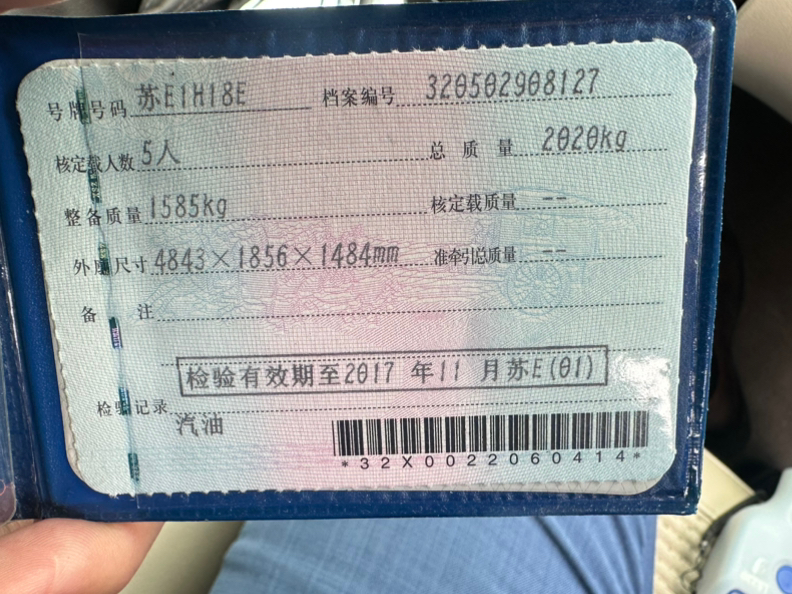 号牌号码 苏E1H18E 档案编号 320502908127
核定载人数 5人 总质量 2020kg
整备质量 1585kg 核定载质量 --
外廓尺寸 4843×1856×1484mm 准牵引总质量 --
备注
检验有效期至2017年11月苏E(01)
检验记录
汽油
*32X0022060414*